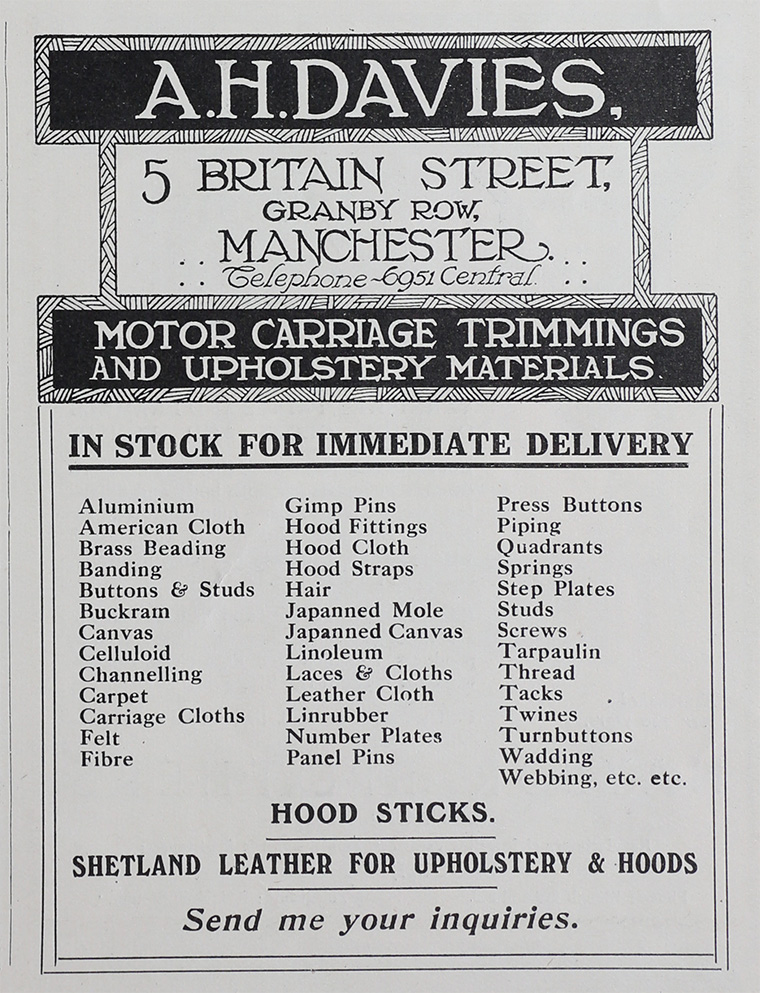 A.H.DAVIES,
5 BRITAIN STREET,
GRANBY ROW,
.. MANCHESTER...
Telephone~6951 Central. ..
MOTOR CARRIAGE TRIMMINGS
AND UPHOLSTERY MATERIALS.
IN STOCK FOR IMMEDIATE DELIVERY
Aluminium
American Cloth
Brass Beading
Banding
Buttons & Studs
Buckram
Canvas
Celluloid
Channelling
Carpet
Carriage Cloths
Felt
Fibre
Gimp Pins
Hood Fittings
Hood Cloth
Hood Straps
Hair
Japanned Mole
Japanned Canvas
Linoleum
Laces & Cloths
Leather Cloth
Linrubber
Number Plates
Panel Pins
Press Buttons
Piping
Quadrants
Springs
Step Plates
Studs
Screws
Tarpaulin
Thread
Tacks
Twines
Turnbuttons
Wadding
Webbing, etc. etc.
HOOD STICKS.
SHETLAND LEATHER FOR UPHOLSTERY & HOODS
Send me your inquiries.